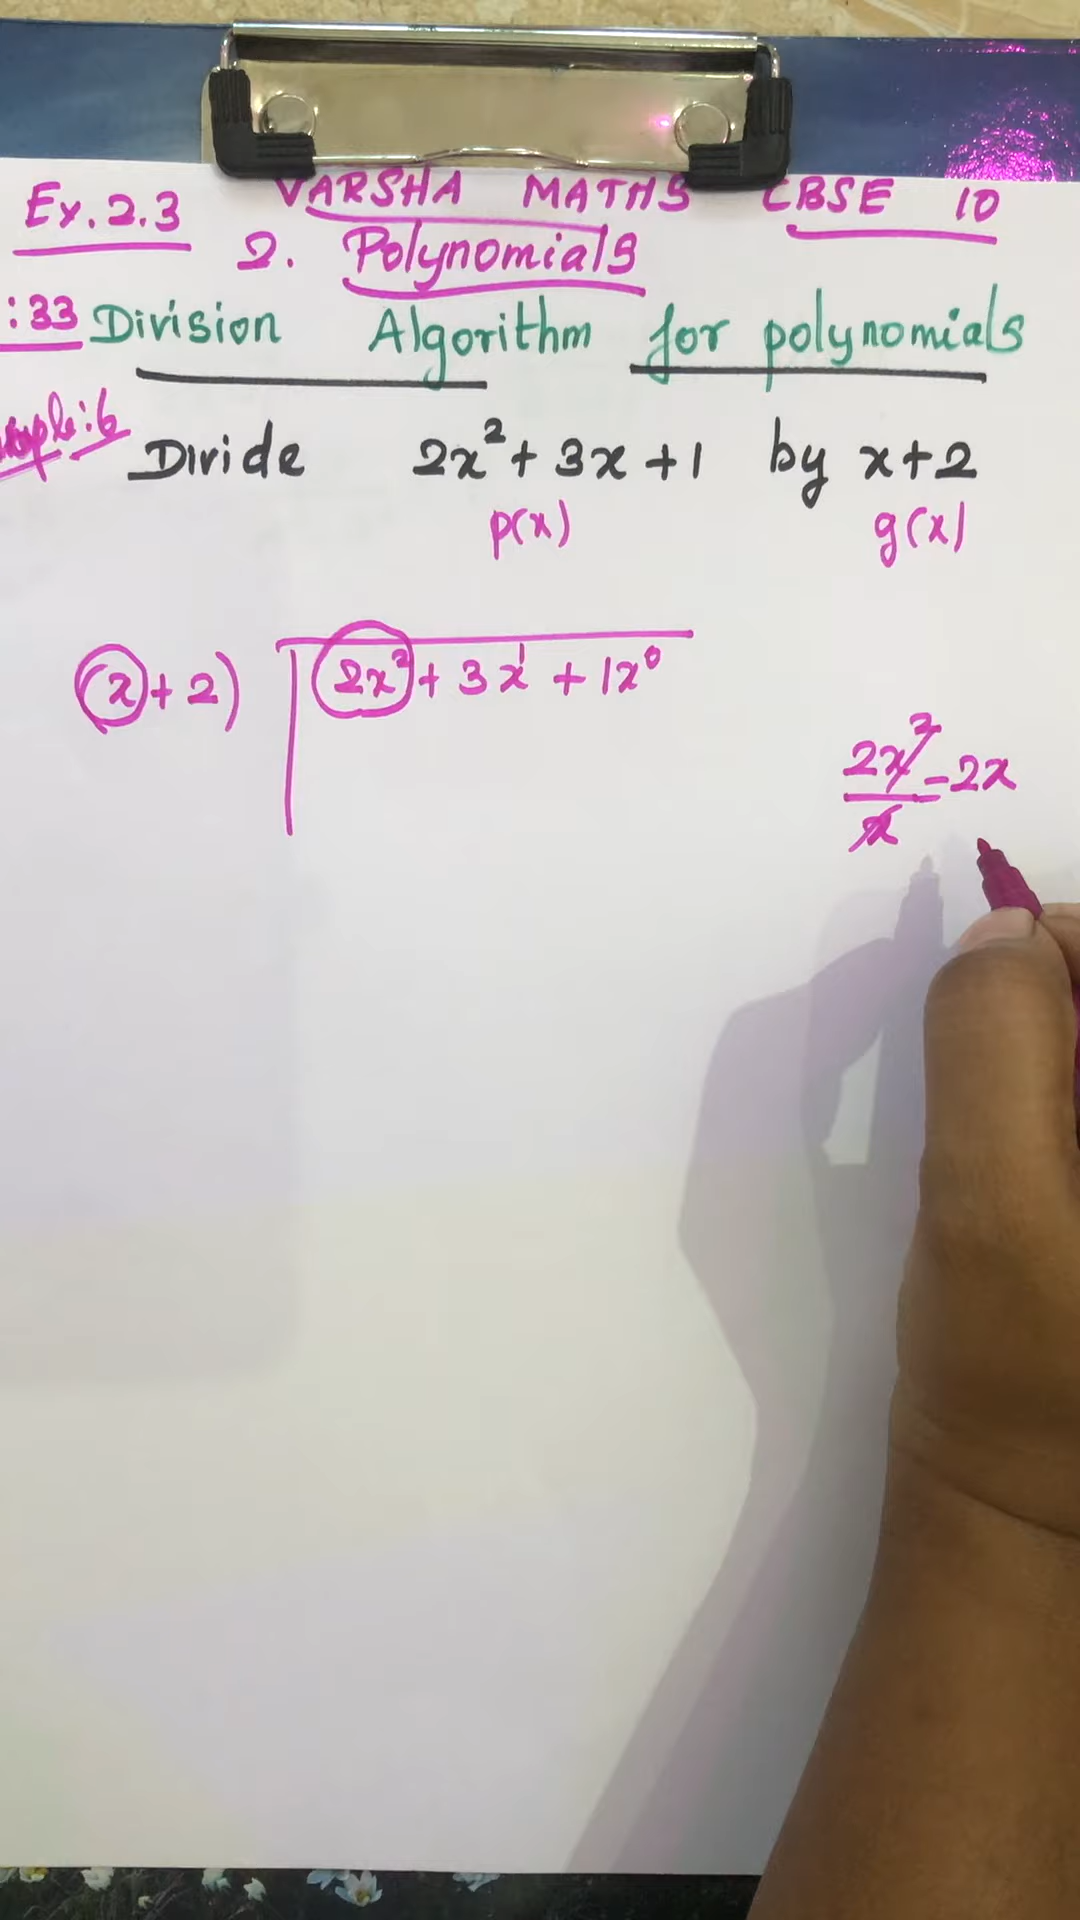 VARSHA MATHS CBSE 10
Ex.2.3
2. Polynomials
:33 Division Algorithm for polynomials
:6 Divide 2x²+3x+1 by x+2
p(x) g(x)
(x+2) 2x²+3x¹+1x⁰
2x²/x=2x